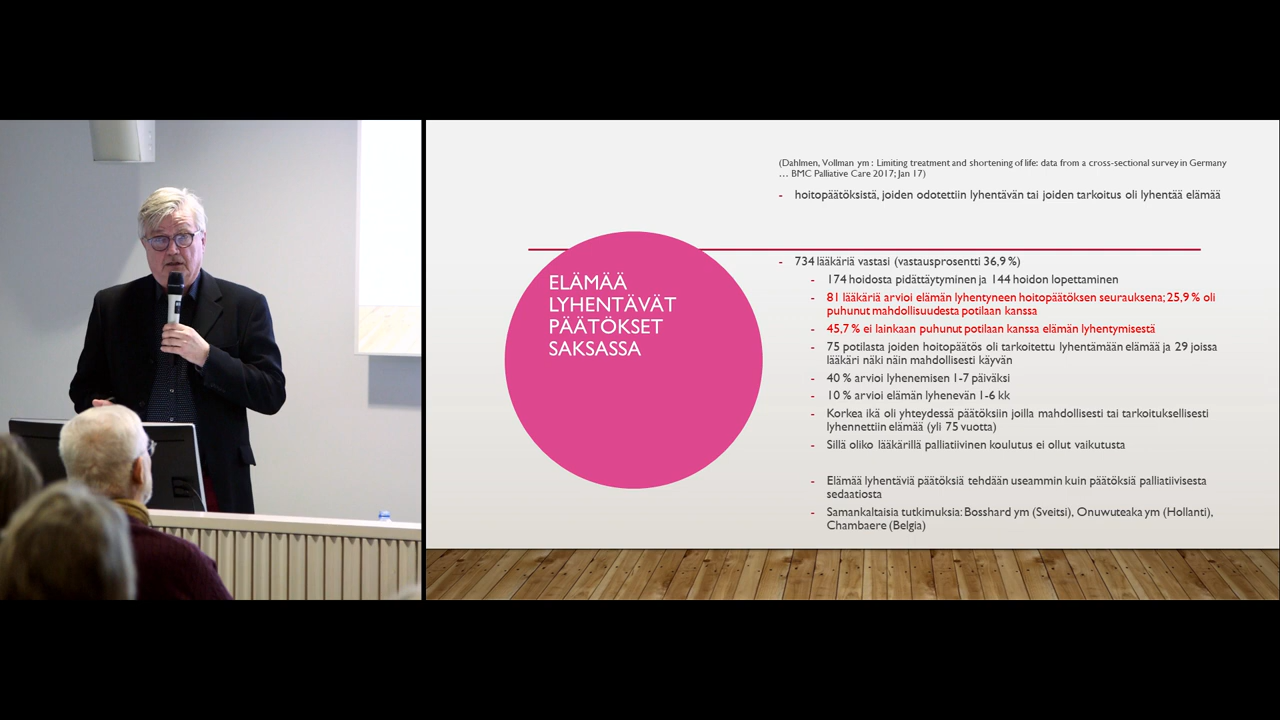 (Dahlmen, Vollman ym : Limiting treatment and shortening of life: data from a cross-sectional survey in Germany
… BMC Palliative Care 2017; Jan 17)
- hoitopäätöksistä, joiden odotettiin lyhentävän tai joiden tarkoitus oli lyhentää elämää
ELÄMÄÄ
LYHENTÄVÄT
PÄÄTÖKSET
SAKSASSA
- 734 lääkäriä vastasi (vastausprosentti 36,9 %)
- 174 hoidosta pidättäytyminen ja 144 hoidon lopettaminen
- 81 lääkäriä arvioi elämän lyhentyneen hoitopäätöksen seurauksena; 25,9 % oli
puhunut mahdollisuudesta potilaan kanssa
- 45,7 % ei lainkaan puhunut potilaan kanssa elämän lyhentymisestä
- 75 potilasta joiden hoitopäätös oli tarkoitettu lyhentämään elämää ja 29 joissa
lääkäri näki näin mahdollisesti käyvän
- 40 % arvioi lyhenemisen 1-7 päiväksi
- 10 % arvioi elämän lyhenevän 1-6 kk
- Korkea ikä oli yhteydessä päätöksiin joilla mahdollisesti tai tarkoituksellisesti
lyhennettiin elämää (yli 75 vuotta)
- Sillä oliko lääkärillä palliatiivinen koulutus ei ollut vaikutusta
- Elämää lyhentäviä päätöksiä tehdään useammin kuin päätöksiä palliatiivisesta
sedaatiosta
- Samankaltaisia tutkimuksia: Bosshard ym (Sveitsi), Onuwuteaka ym (Hollanti),
Chambaere (Belgia)